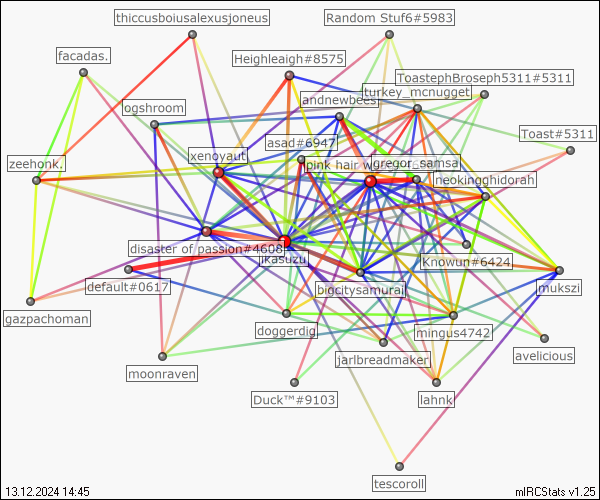 thiccusboiusalexusjoneus
Random Stuf6#5983
facadas.
Heighleaigh#8575
ToastephBroseph5311#5311
turkey_mcnugget
andnewbees
ogshroom
Toast#5311
asad#6947
xenoyaut
pink hair w
gregor_samsa
zeehonk.
neokingghidorah
disaster of passion#4608
ikasuzu
Knowun#6424
default#0617
bigcitysamurai
mukszi
gazpachoman
doggerdig
mingus4742
jarlbreadmaker
avelicious
moonraven
Duck™#9103
lahnk
tescoroll
13.12.2024 14:45
mIRCStats v1.25